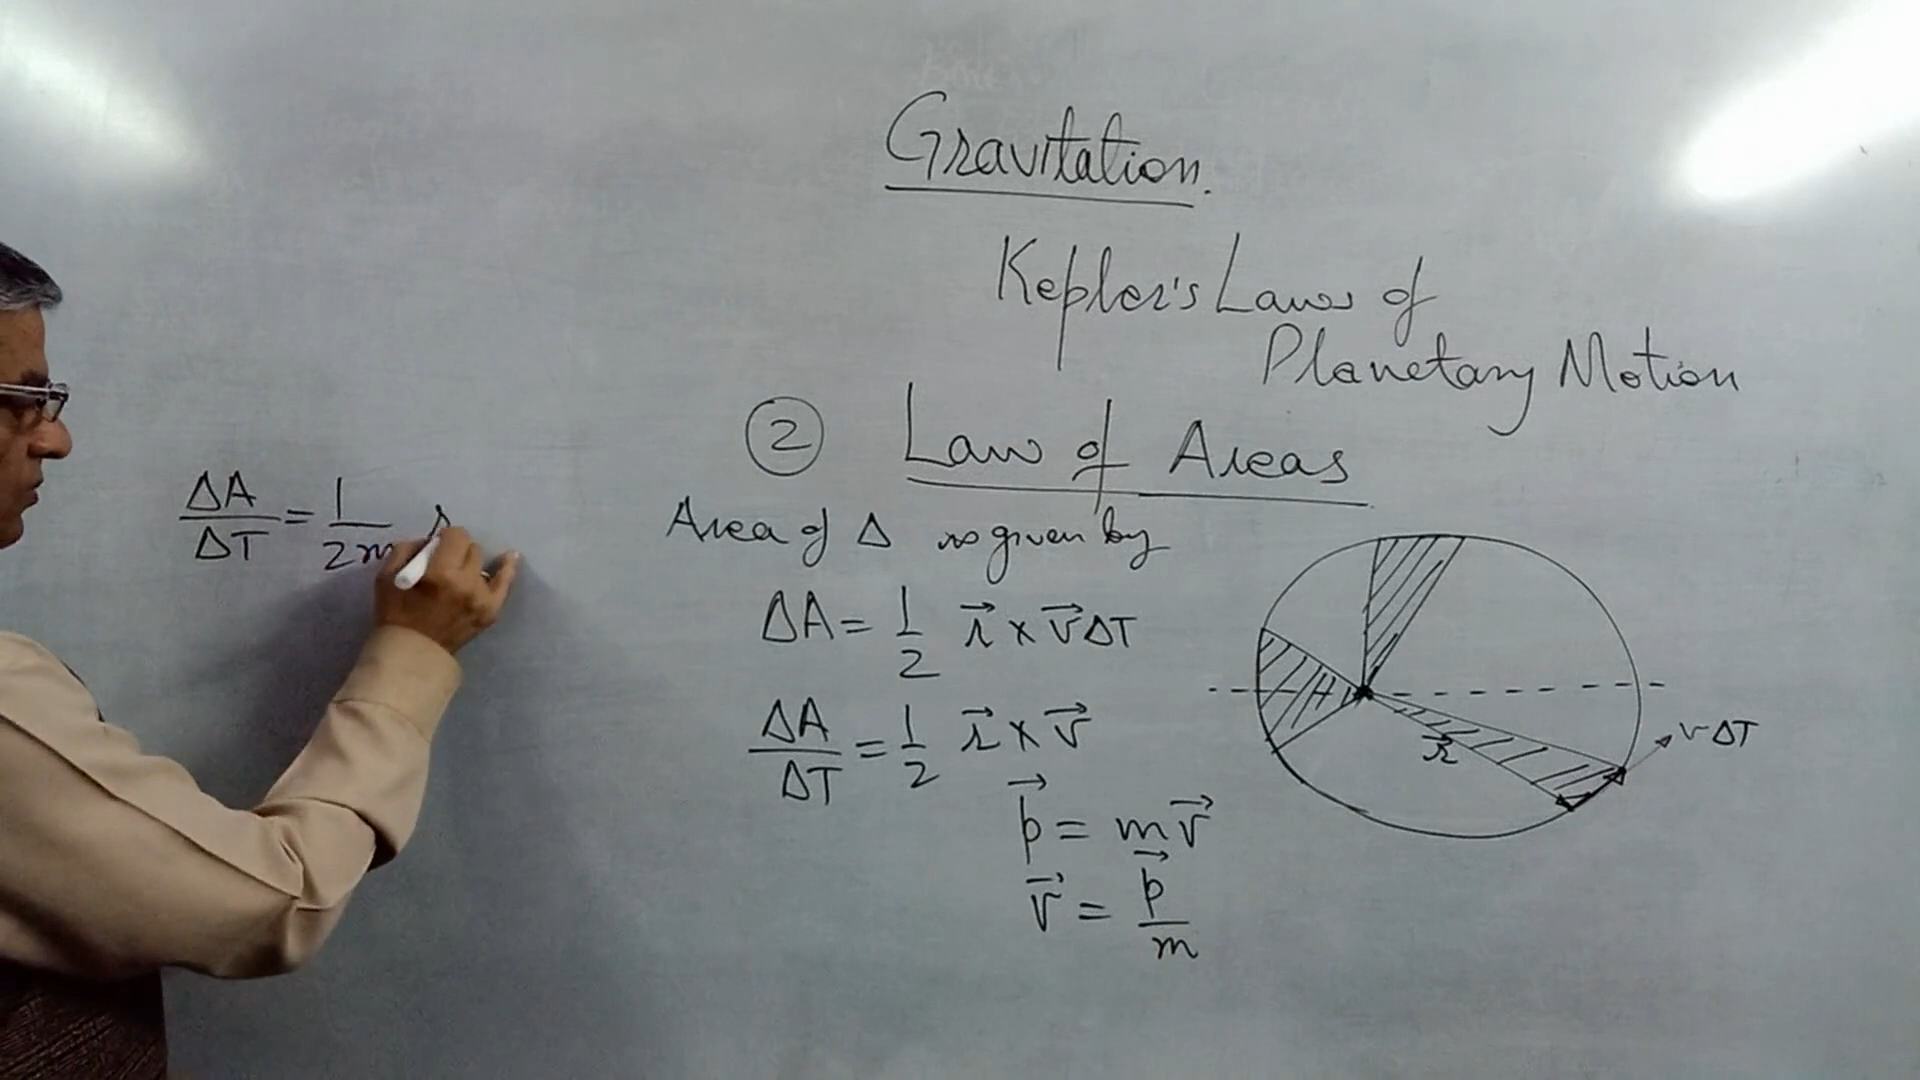 Gravitation.
Kepler's Laws of
Planetary Motion
② Law of Areas
Area of Δ is given by
ΔA = 1/2 r⃗ × v⃗ΔT
ΔA/ΔT = 1/2 r⃗ × v⃗
p⃗ = mv⃗
v⃗ = p⃗/m
ΔA/ΔT = 1/2m
r⃗
vΔT